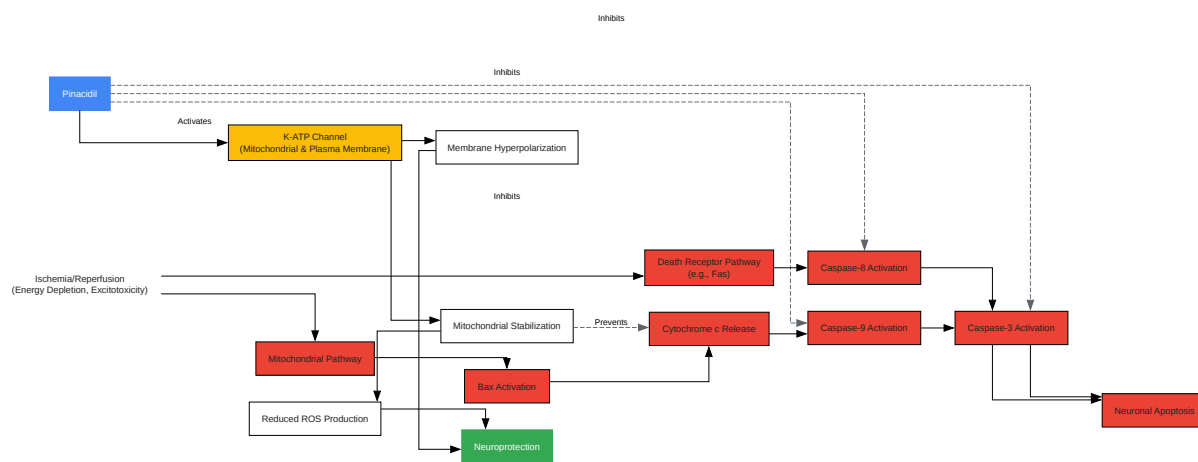 Inhibits
Inhibits
Pinacidil
Activates
K-ATP Channel
(Mitochondrial & Plasma Membrane)
Membrane Hyperpolarization
Inhibits
Death Receptor Pathway
(e.g., Fas)
Caspase-8 Activation
Ischemia/Reperfusion
(Energy Depletion, Excitotoxicity)
Mitochondrial Stabilization
Prevents
Cytochrome c Release
Caspase-9 Activation
Caspase-3 Activation
Mitochondrial Pathway
Bax Activation
Reduced ROS Production
Neuronal Apoptosis
Neuroprotection